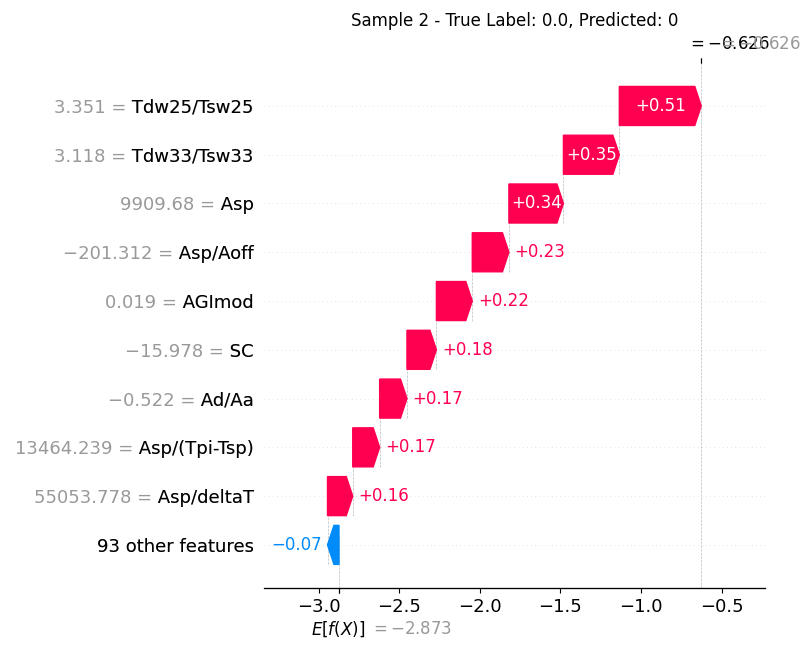 Sample 2 - True Label: 0.0, Predicted: 0
= −0.626
3.351 = Tdw25/Tsw25
+0.51
3.118 = Tdw33/Tsw33
+0.35
9909.68 = Asp
+0.34
−201.312 = Asp/Aoff
+0.23
0.019 = AGImod
+0.22
−15.978 = SC
+0.18
−0.522 = Ad/Aa
+0.17
13464.239 = Asp/(Tpi-Tsp)
+0.17
55053.778 = Asp/deltaT
+0.16
93 other features
−0.07
−3.0 −2.5 −2.0 −1.5 −1.0 −0.5
E[f(X)] = −2.873